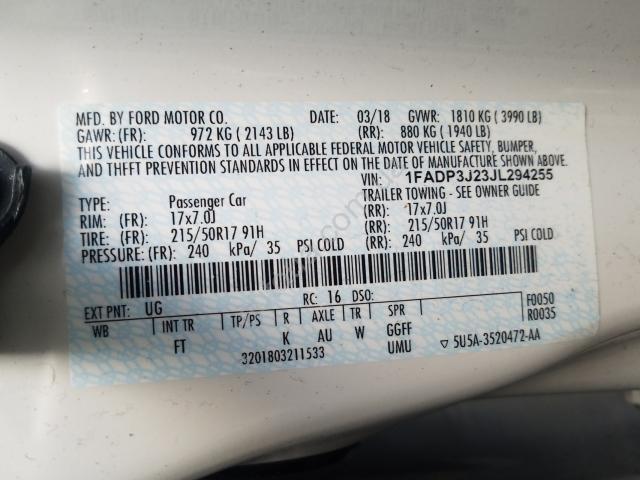 MFD. BY FORD MOTOR CO. DATE: 03/18 GVWR: 1810 KG ( 3990 LB)
GAWR: (FR): 972 KG ( 2143 LB) (RR): 880 KG ( 1940 LB)
THIS VEHICLE CONFORMS TO ALL APPLICABLE FEDERAL MOTOR VEHICLE SAFETY, BUMPER,
AND THEFT PREVENTION STANDARDS IN EFFECT ON THE DATE OF MANUFACTURE SHOWN ABOVE.
VIN: 1FADP3J23JL294255
TYPE: Passenger Car TRAILER TOWING - SEE OWNER GUIDE
RIM: (FR): 17x7.0J (RR): 17x7.0J
TIRE: (FR): 215/50R17 91H (RR): 215/50R17 91H
PRESSURE: (FR): 240 kPa/ 35 PSI COLD (RR): 240 kPa/ 35 PSI COLD
EXT PNT: UG RC: 16 DSO: F0050
WB INT TR TP/PS R AXLE TR SPR R0035
FT K AU W GGFF
3201803211533 UMU ▽ 5U5A-3520472-AA